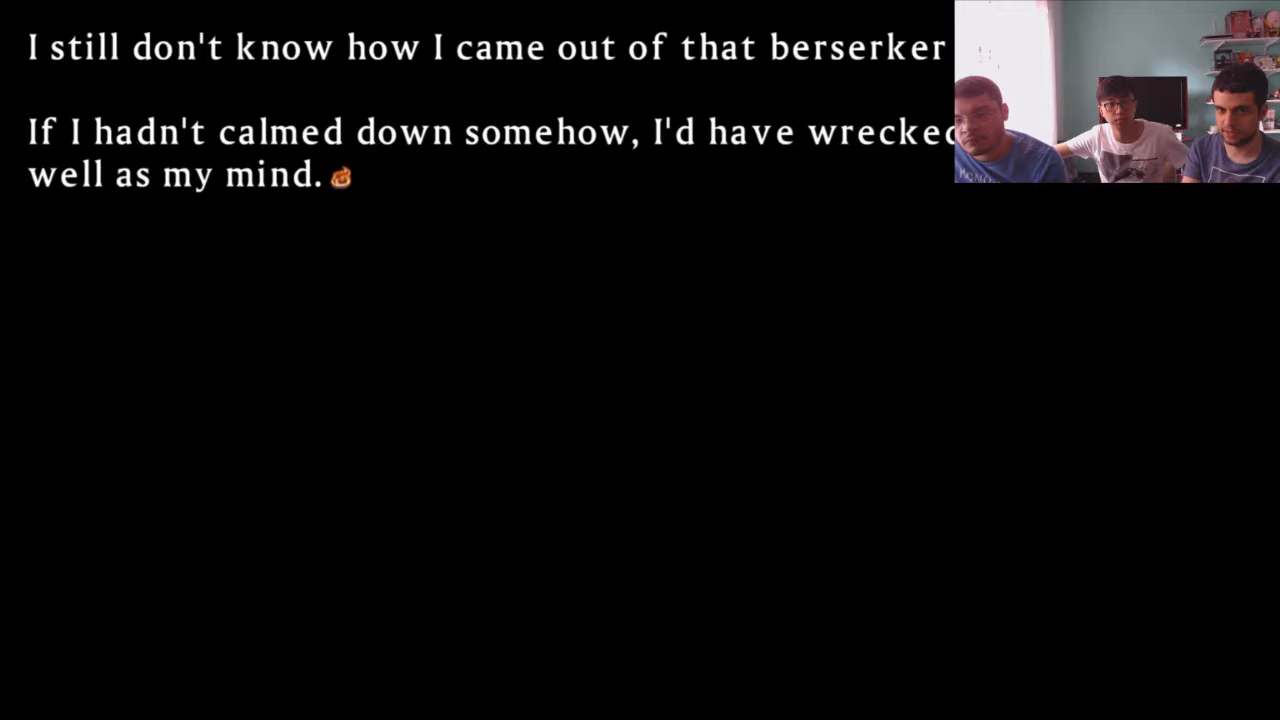 I still don't know how I came out of that berserker
If I hadn't calmed down somehow, I'd have wrecked
well as my mind.